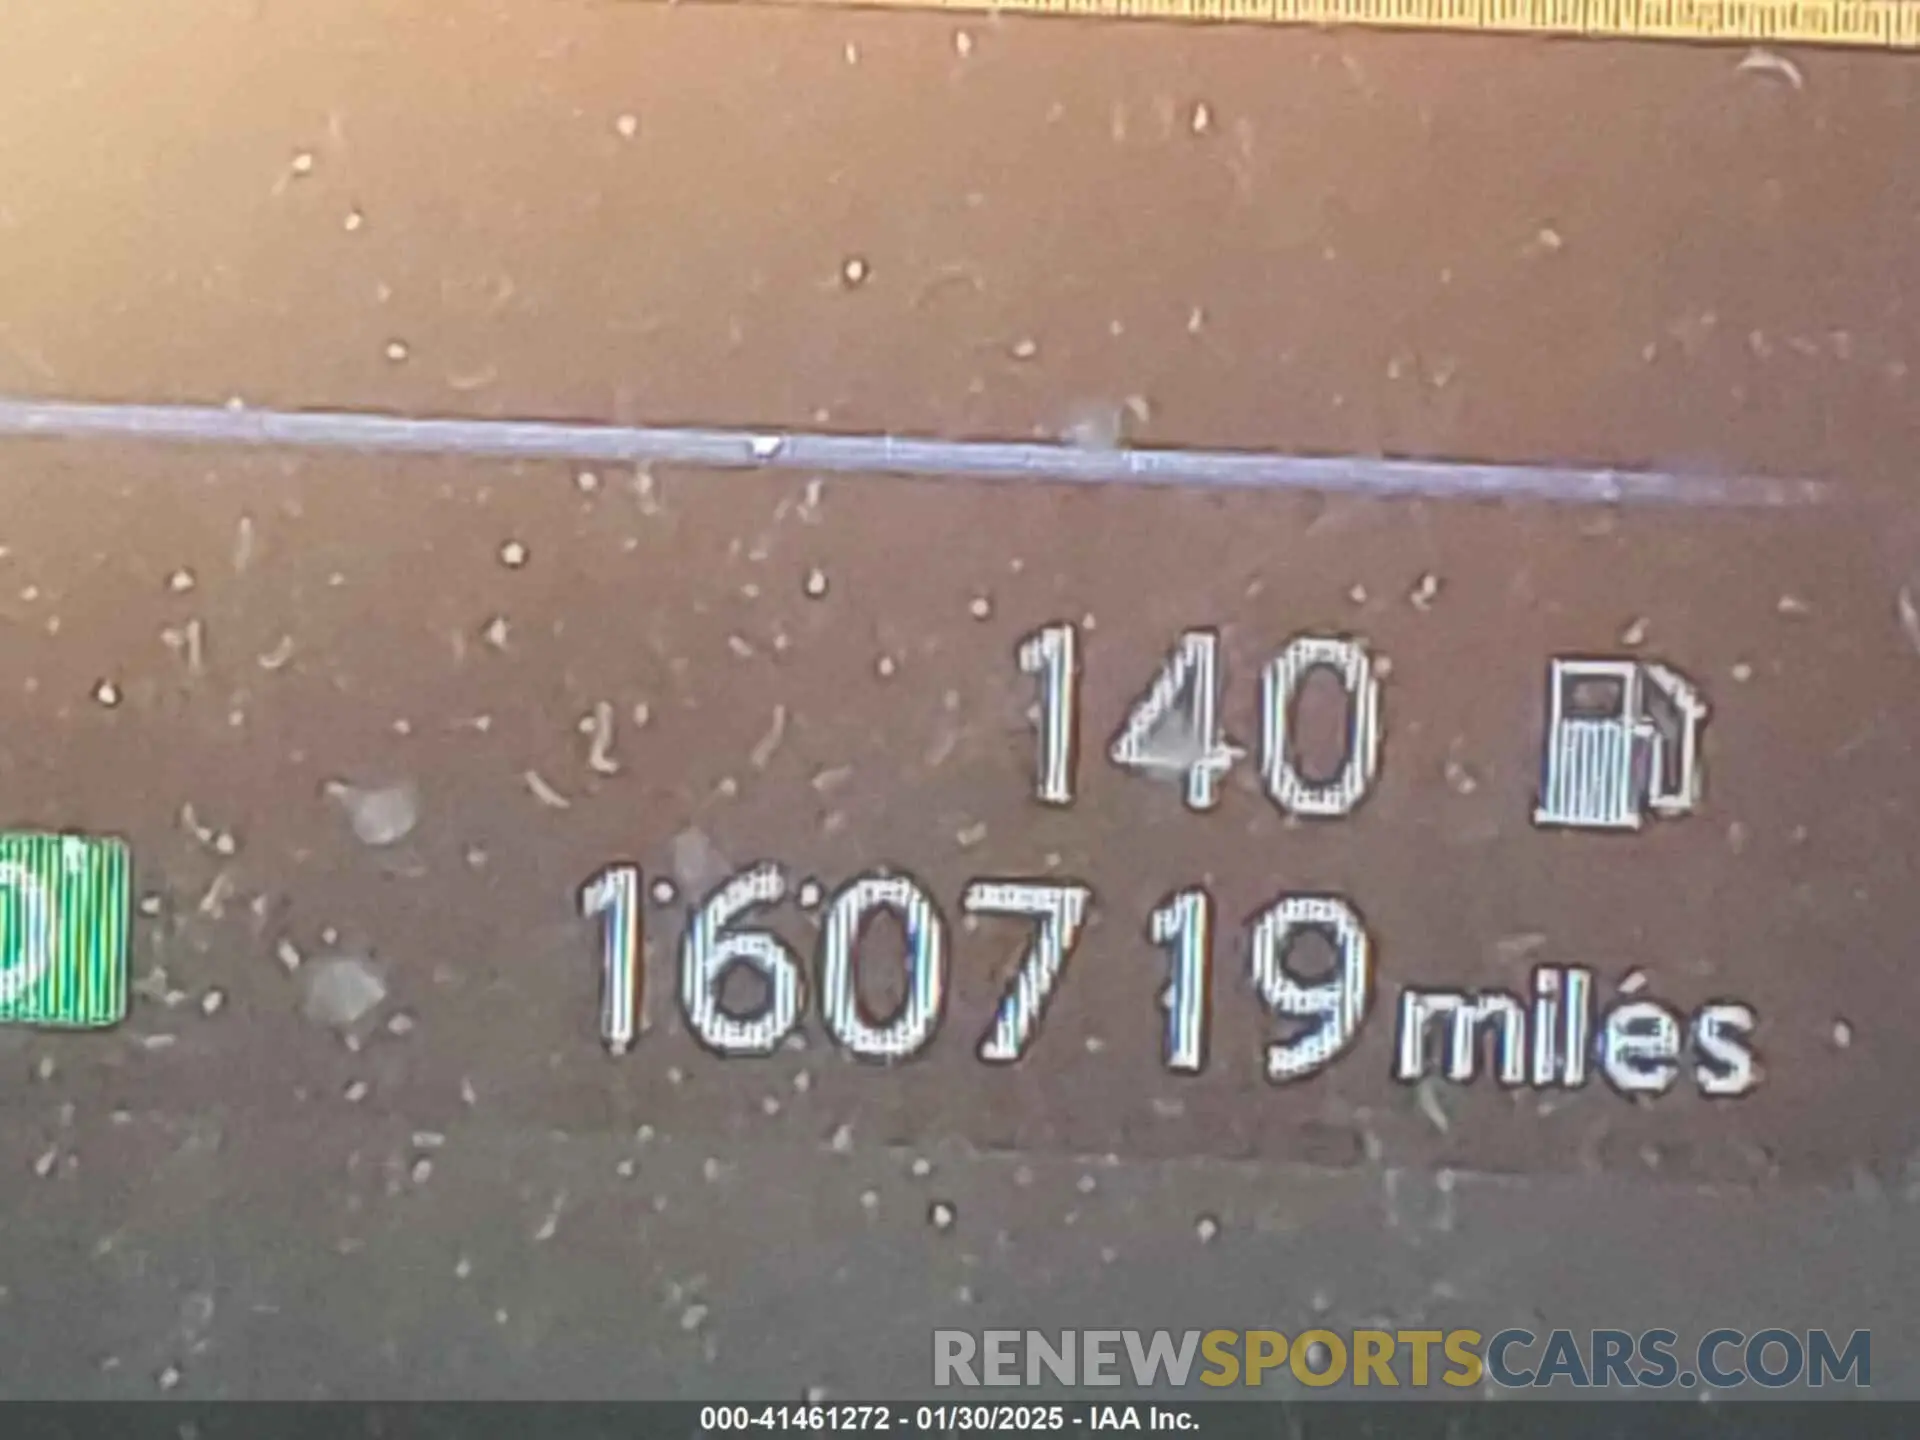 140
160719 miles
RENEWSPORTSCARS.COM
000-41461272 - 01/30/2025 - IAA Inc.